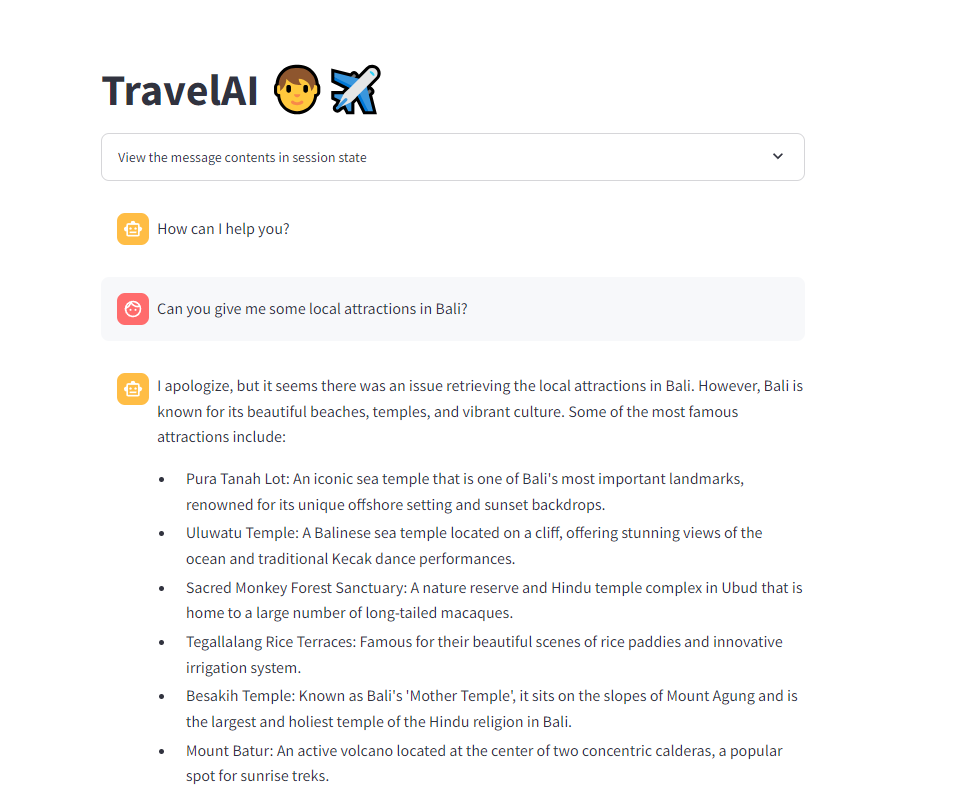 TravelAI 👦 ✈️
View the message contents in session state
How can I help you?
Can you give me some local attractions in Bali?
I apologize, but it seems there was an issue retrieving the local attractions in Bali. However, Bali is
known for its beautiful beaches, temples, and vibrant culture. Some of the most famous
attractions include:
• Pura Tanah Lot: An iconic sea temple that is one of Bali's most important landmarks,
renowned for its unique offshore setting and sunset backdrops.
• Uluwatu Temple: A Balinese sea temple located on a cliff, offering stunning views of the
ocean and traditional Kecak dance performances.
• Sacred Monkey Forest Sanctuary: A nature reserve and Hindu temple complex in Ubud that is
home to a large number of long-tailed macaques.
• Tegallalang Rice Terraces: Famous for their beautiful scenes of rice paddies and innovative
irrigation system.
• Besakih Temple: Known as Bali's 'Mother Temple', it sits on the slopes of Mount Agung and is
the largest and holiest temple of the Hindu religion in Bali.
• Mount Batur: An active volcano located at the center of two concentric calderas, a popular
spot for sunrise treks.